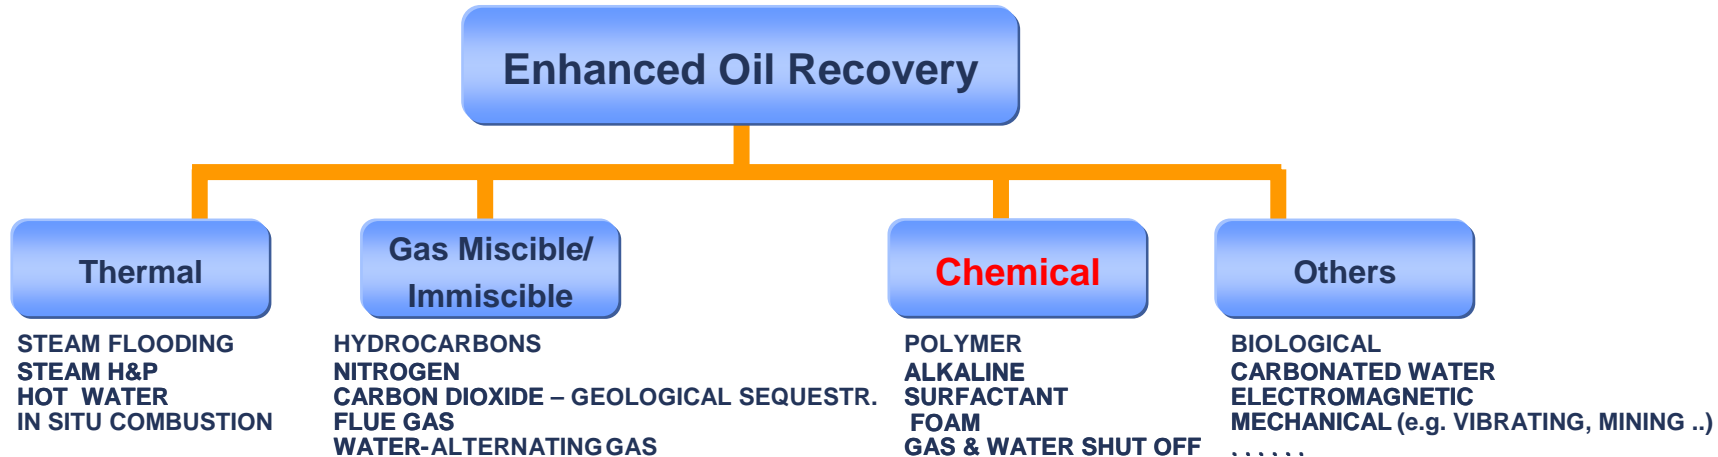 Enhanced Oil Recovery
Thermal
STEAM FLOODING
STEAM H&P
HOT WATER
IN SITU COMBUSTION
Gas Miscible/
Immiscible
HYDROCARBONS
NITROGEN
CARBON DIOXIDE – GEOLOGICAL SEQUESTR.
FLUE GAS
WATER-ALTERNATING GAS
Chemical
POLYMER
ALKALINE
SURFACTANT
FOAM
GAS & WATER SHUT OFF
Others
BIOLOGICAL
CARBONATED WATER
ELECTROMAGNETIC
MECHANICAL (e.g. VIBRATING, MINING ..)
, , , , , ,